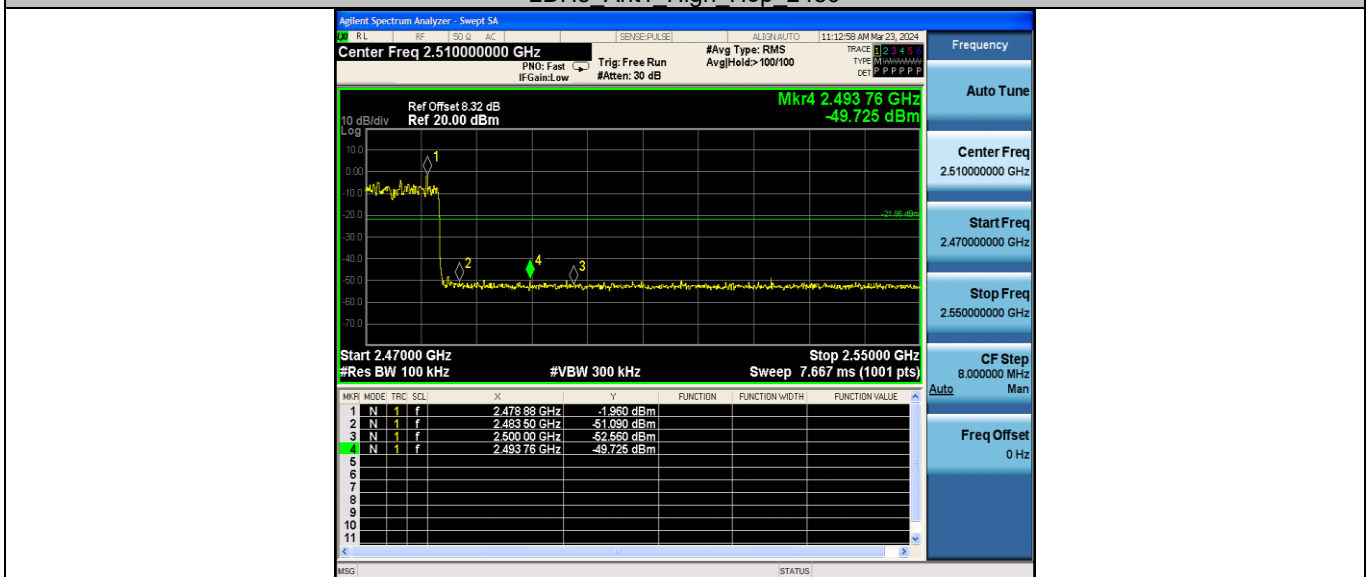 Agilent Spectrum Analyzer - Swept SA
RL RF 50 Ω AC SENSE:PULSE ALIGN AUTO 11:12:58 AM Mar 23, 2024
Center Freq 2.510000000 GHz
PNO: Fast
IFGain:Low
Trig: Free Run
#Atten: 30 dB
#Avg Type: RMS
Avg|Hold:>100/100
TRACE 1 2 3 4 5 6
TYPE M
DET P P P P P P
Frequency
Auto Tune
Center Freq
2.510000000 GHz
Start Freq
2.470000000 GHz
Stop Freq
2.550000000 GHz
CF Step
8.000000 MHz
Auto Man
Freq Offset
0 Hz
Mkr4 2.493 76 GHz
-49.725 dBm
Ref Offset 8.32 dB
10 dB/div Ref 20.00 dBm
Log
10.0
0.00
-10.0
-20.0
-30.0
-40.0
-50.0
-60.0
-70.0
1
2
4
3
-21.96 dBm
Start 2.47000 GHz Stop 2.55000 GHz
#Res BW 100 kHz #VBW 300 kHz Sweep 7.667 ms (1001 pts)
MKR MODE TRC SCL X Y FUNCTION FUNCTION WIDTH FUNCTION VALUE
1 N 1 f 2.478 88 GHz -1.960 dBm
2 N 1 f 2.483 50 GHz -51.090 dBm
3 N 1 f 2.500 00 GHz -52.560 dBm
4 N 1 f 2.493 76 GHz -49.725 dBm
5
6
7
8
9
10
11
MSG STATUS